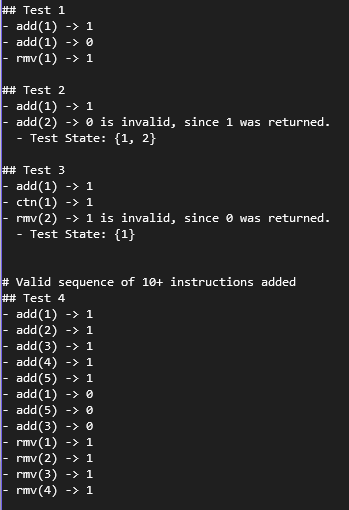 ## Test 1
- add(1) -> 1
- add(1) -> 0
- rmv(1) -> 1
## Test 2
- add(1) -> 1
- add(2) -> 0 is invalid, since 1 was returned.
- Test State: {1, 2}
## Test 3
- add(1) -> 1
- ctn(1) -> 1
- rmv(2) -> 1 is invalid, since 0 was returned.
- Test State: {1}
# Valid sequence of 10+ instructions added
## Test 4
- add(1) -> 1
- add(2) -> 1
- add(3) -> 1
- add(4) -> 1
- add(5) -> 1
- add(1) -> 0
- add(5) -> 0
- add(3) -> 0
- rmv(1) -> 1
- rmv(2) -> 1
- rmv(3) -> 1
- rmv(4) -> 1